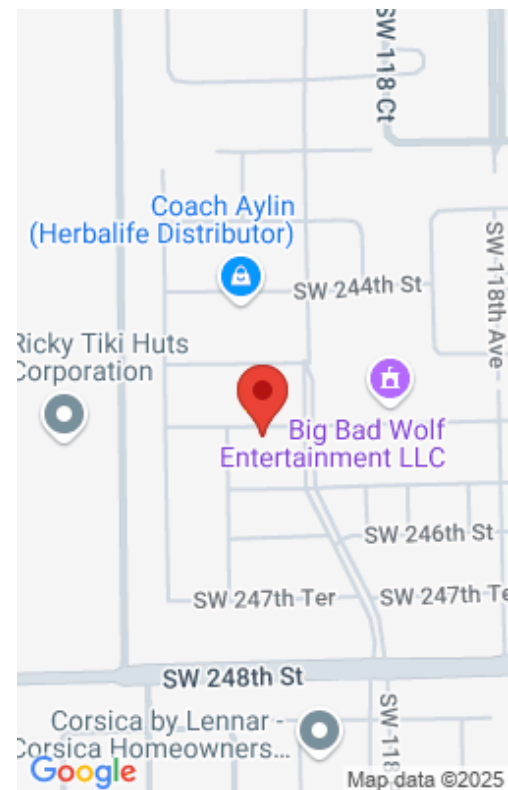 SW 118 Ct
Coach Aylin
(Herbalife Distributor)
SW 244th St
SW 118th Ave
Ricky Tiki Huts
Corporation
Big Bad Wolf
Entertainment LLC
SW 246th St
SW 247th Ter
SW 247th Te
SW 248th St
Corsica by Lennar -
Corsica Homeowners...
SW 118
Google
Map data ©2025